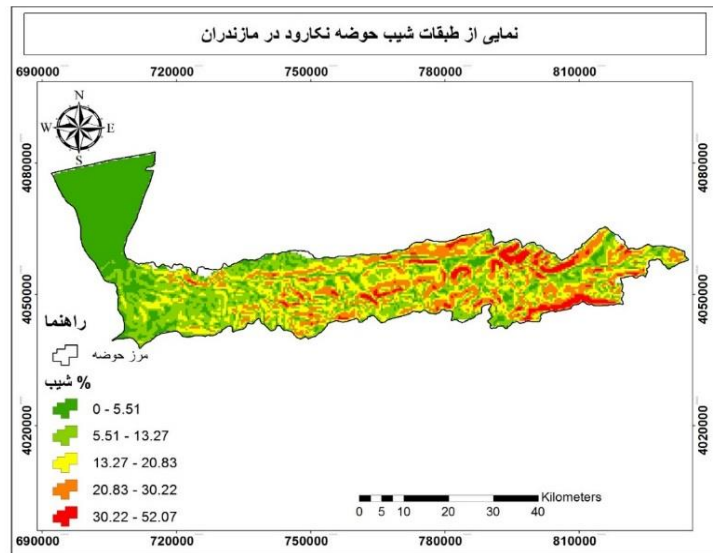 نمایی از طبقات شیب حوضه نکارود در مازندران
690000 720000 750000 780000 810000
N
W E
S
4080000 4080000
4050000 4050000
4020000 4020000
راهنما
مرز حوضه
شیب %
0 - 5.51
5.51 - 13.27
13.27 - 20.83
20.83 - 30.22
30.22 - 52.07
Kilometers
0 5 10 20 30 40
690000 720000 750000 780000 810000